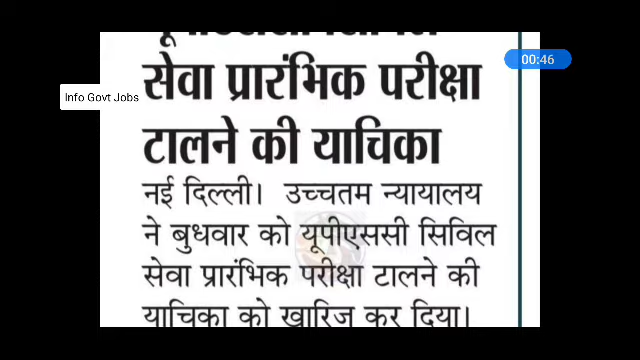 सेवा प्रारंभिक परीक्षा
टालने की याचिका
नई दिल्ली। उच्चतम न्यायालय
ने बुधवार को यूपीएससी सिविल
सेवा प्रारंभिक परीक्षा टालने की
याचिका को खारिज कर दिया।
Info Govt Jobs
00:46